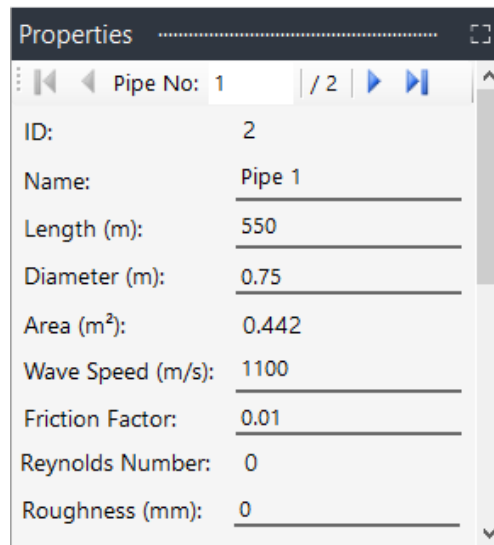 Properties
Pipe No: 1 / 2
ID: 2
Name: Pipe 1
Length (m): 550
Diameter (m): 0.75
Area (m²): 0.442
Wave Speed (m/s): 1100
Friction Factor: 0.01
Reynolds Number: 0
Roughness (mm): 0